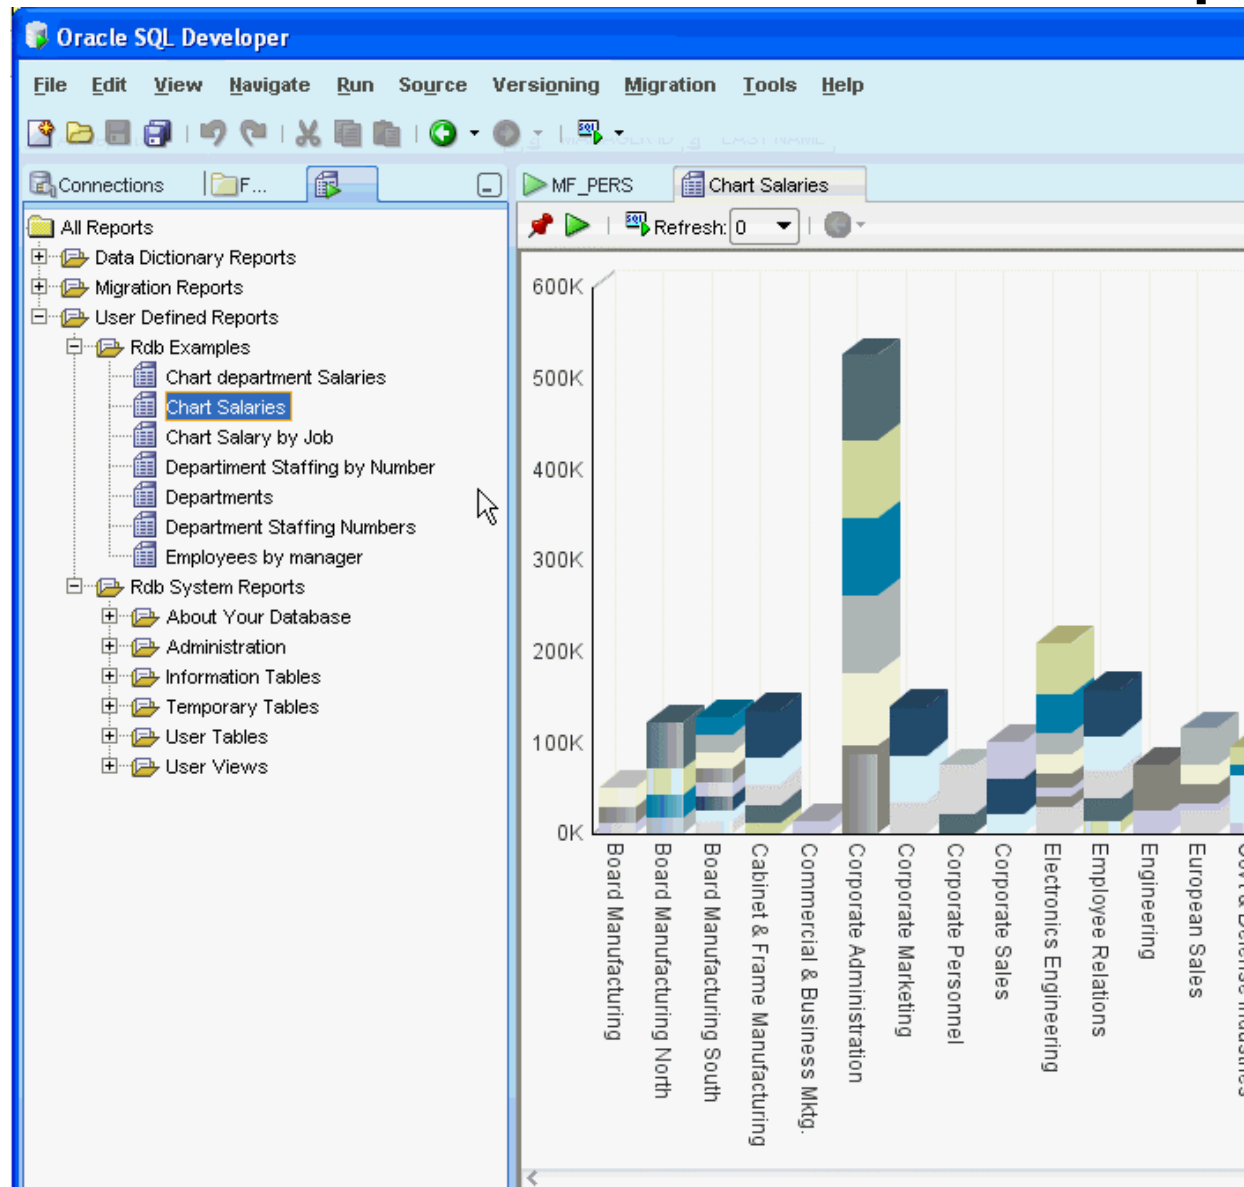 Oracle SQL Developer
File Edit View Navigate Run Source Versioning Migration Tools Help
Connections F... MF_PERS Chart Salaries
Refresh: 0
All Reports
Data Dictionary Reports
Migration Reports
User Defined Reports
Rdb Examples
Chart department Salaries
Chart Salaries
Chart Salary by Job
Departiment Staffing by Number
Departments
Department Staffing Numbers
Employees by manager
Rdb System Reports
About Your Database
Administration
Information Tables
Temporary Tables
User Tables
User Views
600K
500K
400K
300K
200K
100K
0K
Board Manufacturing
Board Manufacturing North
Board Manufacturing South
Cabinet & Frame Manufacturing
Commercial & Business Mktg.
Corporate Administration
Corporate Marketing
Corporate Personnel
Corporate Sales
Electronics Engineering
Employee Relations
Engineering
European Sales